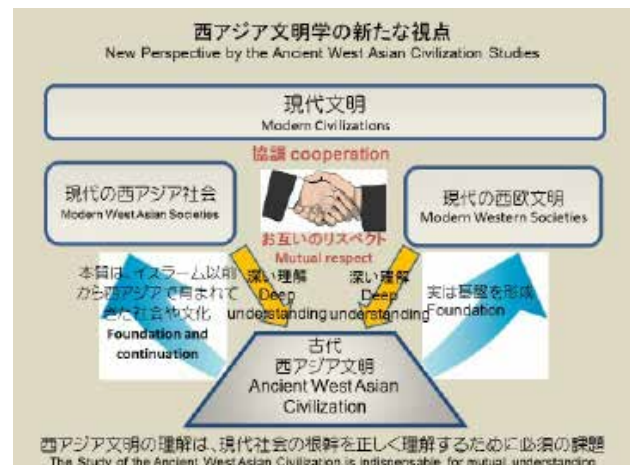 西アジア文明学の新たな視点
New Perspective by the Ancient West Asian Civilization Studies
現代文明
Modern Civilizations
協調 cooperation
現代の西アジア社会
Modern West Asian Societies
現代の西欧文明
Modern Western Societies
お互いのリスペクト
Mutual respect
本質は、イスラーム以前
から西アジアで育まれて
きた社会や文化
Foundation and
continuation
深い理解
Deep
understanding
深い理解
Deep
understanding
実は基盤を形成
Foundation
古代
西アジア文明
Ancient West Asian
Civilization
西アジア文明の理解は、現代社会の根幹を正しく理解するために必須の課題
The Study of the Ancient West Asian Civilization is indispensable for mutual understanding